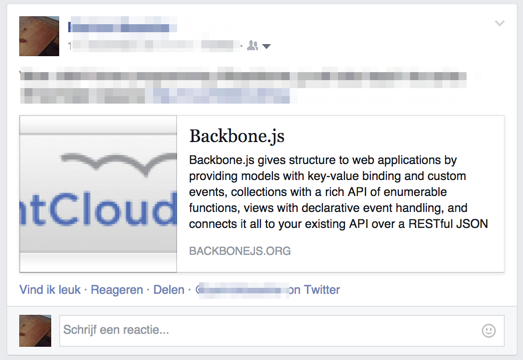 ntCloud
Backbone.js
Backbone.js gives structure to web applications by
providing models with key-value binding and custom
events, collections with a rich API of enumerable
functions, views with declarative event handling, and
connects it all to your existing API over a RESTful JSON
BACKBONEJS.ORG
Vind ik leuk · Reageren · Delen · on Twitter
Schrijf een reactie...